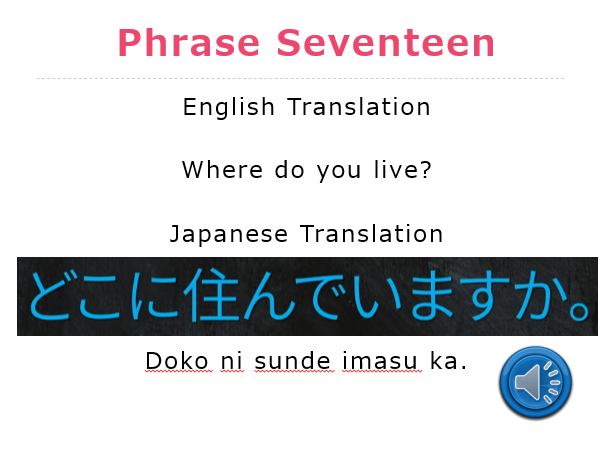 Phrase Seventeen
English Translation
Where do you live?
Japanese Translation
どこに住んでいますか。
Doko ni sunde imasu ka.